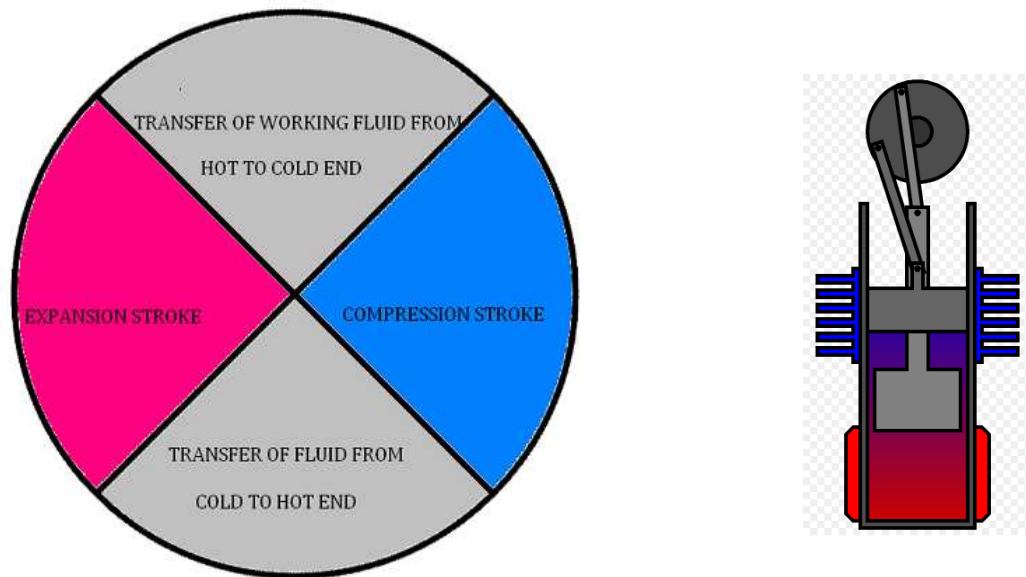 TRANSFER OF WORKING FLUID FROM
HOT TO COLD END
EXPANSION STROKE
COMPRESSION STROKE
TRANSFER OF FLUID FROM
COLD TO HOT END